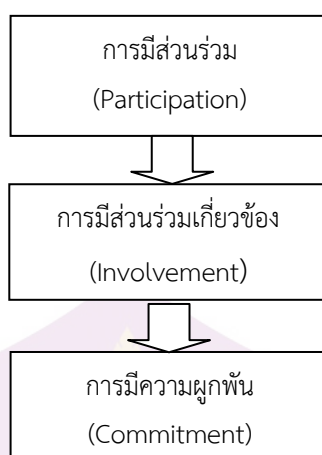 การมีส่วนร่วม
(Participation)
การมีส่วนร่วมเกี่ยวข้อง
(Involvement)
การมีความผูกพัน
(Commitment)